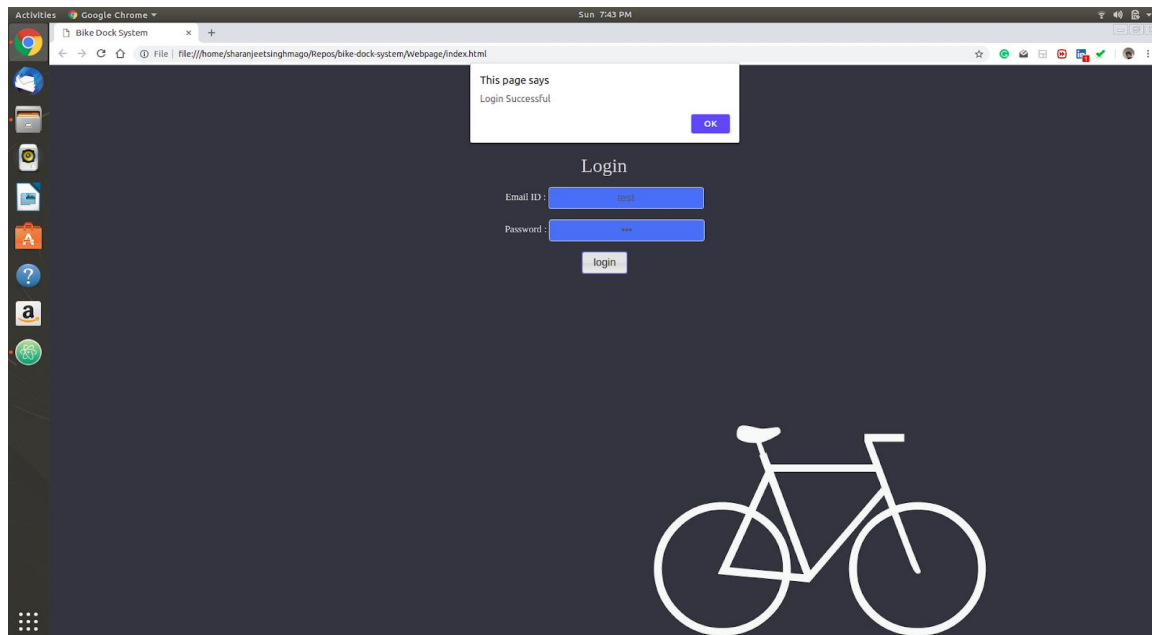 Activities Google Chrome Sun 7:43 PM
Bike Dock System
File file:///home/sharanjeetsinghmago/Repos/bike-dock-system/Webpage/index.html
This page says
Login Successful
OK
Login
Email ID : test
Password : •••
login